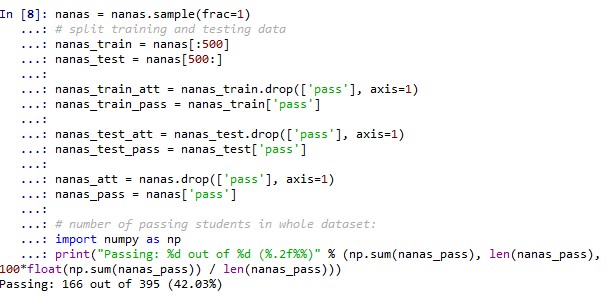 In [8]: nanas = nanas.sample(frac=1)
   ...: # split training and testing data
   ...: nanas_train = nanas[:500]
   ...: nanas_test = nanas[500:]
   ...:
   ...: nanas_train_att = nanas_train.drop(['pass'], axis=1)
   ...: nanas_train_pass = nanas_train['pass']
   ...:
   ...: nanas_test_att = nanas_test.drop(['pass'], axis=1)
   ...: nanas_test_pass = nanas_test['pass']
   ...:
   ...: nanas_att = nanas.drop(['pass'], axis=1)
   ...: nanas_pass = nanas['pass']
   ...:
   ...: # number of passing students in whole dataset:
   ...: import numpy as np
   ...: print("Passing: %d out of %d (%.2f%%)" % (np.sum(nanas_pass), len(nanas_pass),
100*float(np.sum(nanas_pass)) / len(nanas_pass)))
Passing: 166 out of 395 (42.03%)